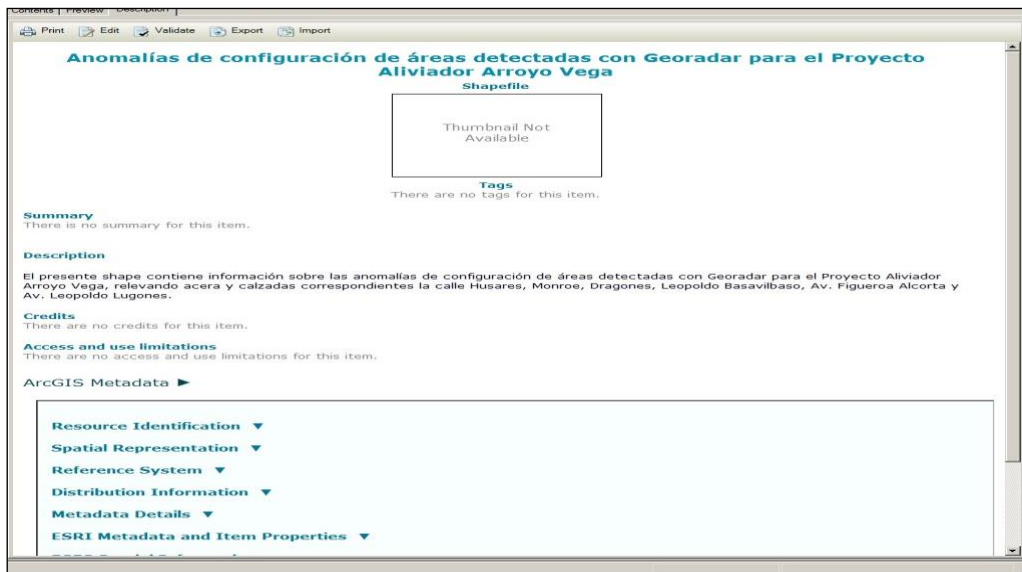 Contents Preview Description
Print Edit Validate Export Import
Anomalías de configuración de áreas detectadas con Georadar para el Proyecto
Aliviador Arroyo Vega
Shapefile
Thumbnail Not
Available
Tags
There are no tags for this item.
Summary
There is no summary for this item.
Description
El presente shape contiene información sobre las anomalías de configuración de áreas detectadas con Georadar para el Proyecto Aliviador
Arroyo Vega, relevando acera y calzadas correspondientes la calle Husares, Monroe, Dragones, Leopoldo Basavilbaso, Av. Figueroa Alcorta y
Av. Leopoldo Lugones.
Credits
There are no credits for this item.
Access and use limitations
There are no access and use limitations for this item.
ArcGIS Metadata ►
Resource Identification ▼
Spatial Representation ▼
Reference System ▼
Distribution Information ▼
Metadata Details ▼
ESRI Metadata and Item Properties ▼